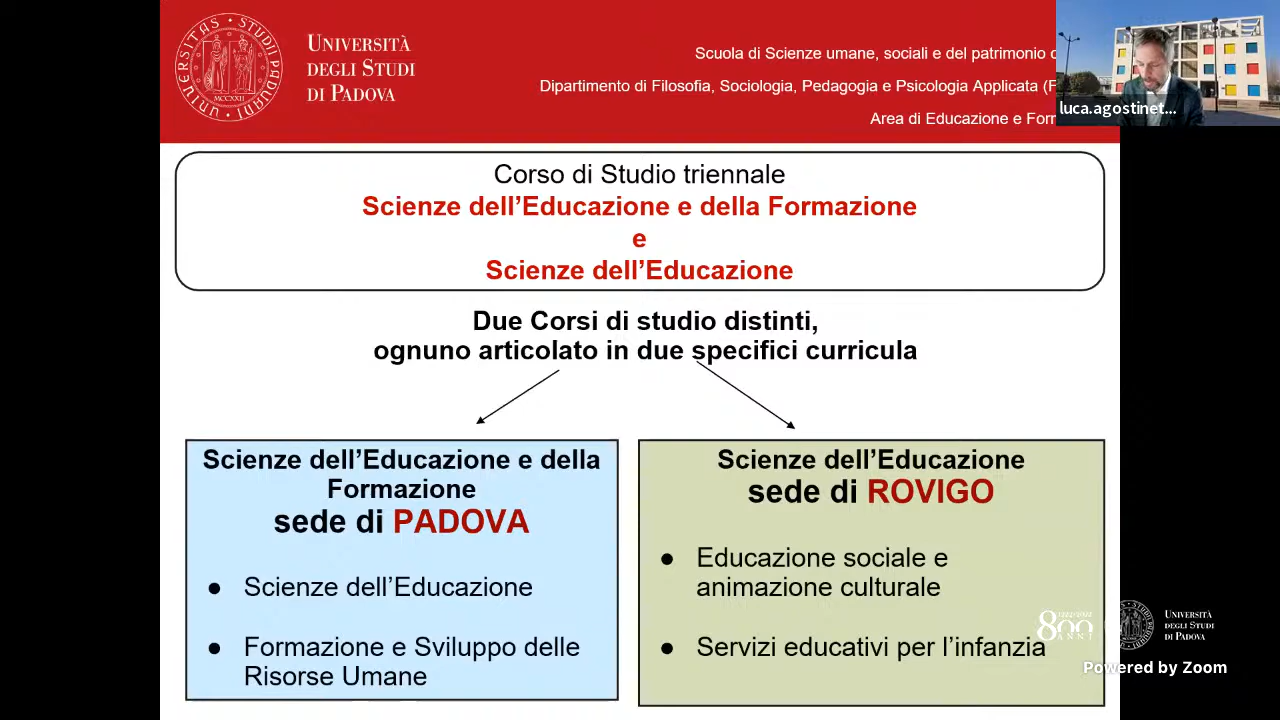 UNIVERSITÀ
DEGLI STUDI
DI PADOVA
Scuola di Scienze umane, sociali e del patrimonio
Dipartimento di Filosofia, Sociologia, Pedagogia e Psicologia Applicata (F
Area di Educazione e For
luca.agostinet...
Corso di Studio triennale
Scienze dell’Educazione e della Formazione
e
Scienze dell’Educazione
Due Corsi di studio distinti,
ognuno articolato in due specifici curricula
Scienze dell’Educazione e della
Formazione
sede di PADOVA
● Scienze dell’Educazione
● Formazione e Sviluppo delle
Risorse Umane
Scienze dell’Educazione
sede di ROVIGO
● Educazione sociale e
animazione culturale
● Servizi educativi per l’infanzia
800
ANNI
UNIVERSITÀ
DEGLI STUDI
DI PADOVA
Powered by Zoom